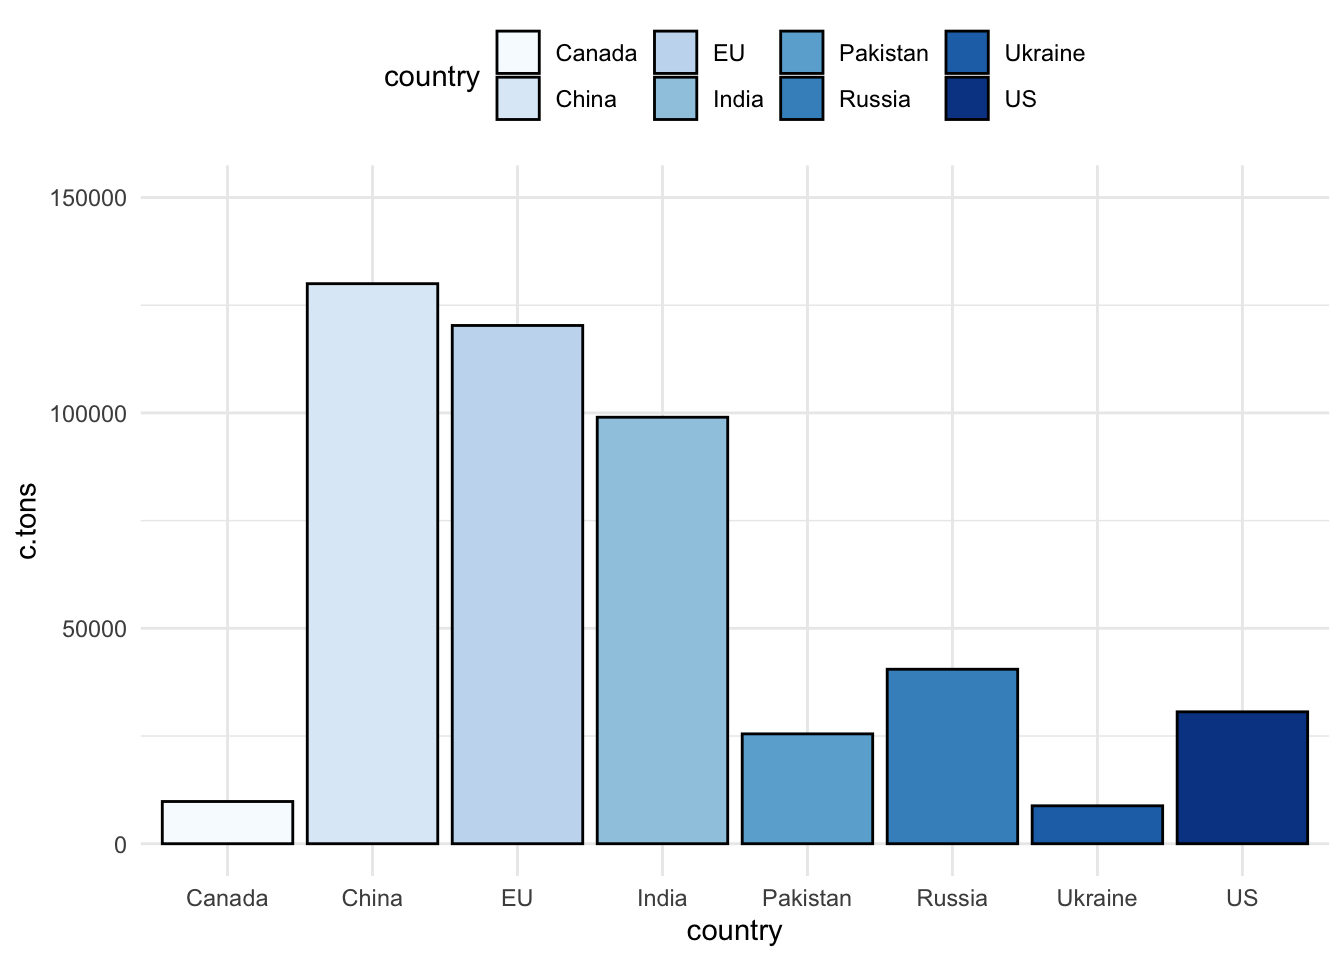 country
Canada EU Pakistan Ukraine
China India Russia US
150000
100000
50000
0
c.tons
Canada China EU India Pakistan Russia Ukraine US
country